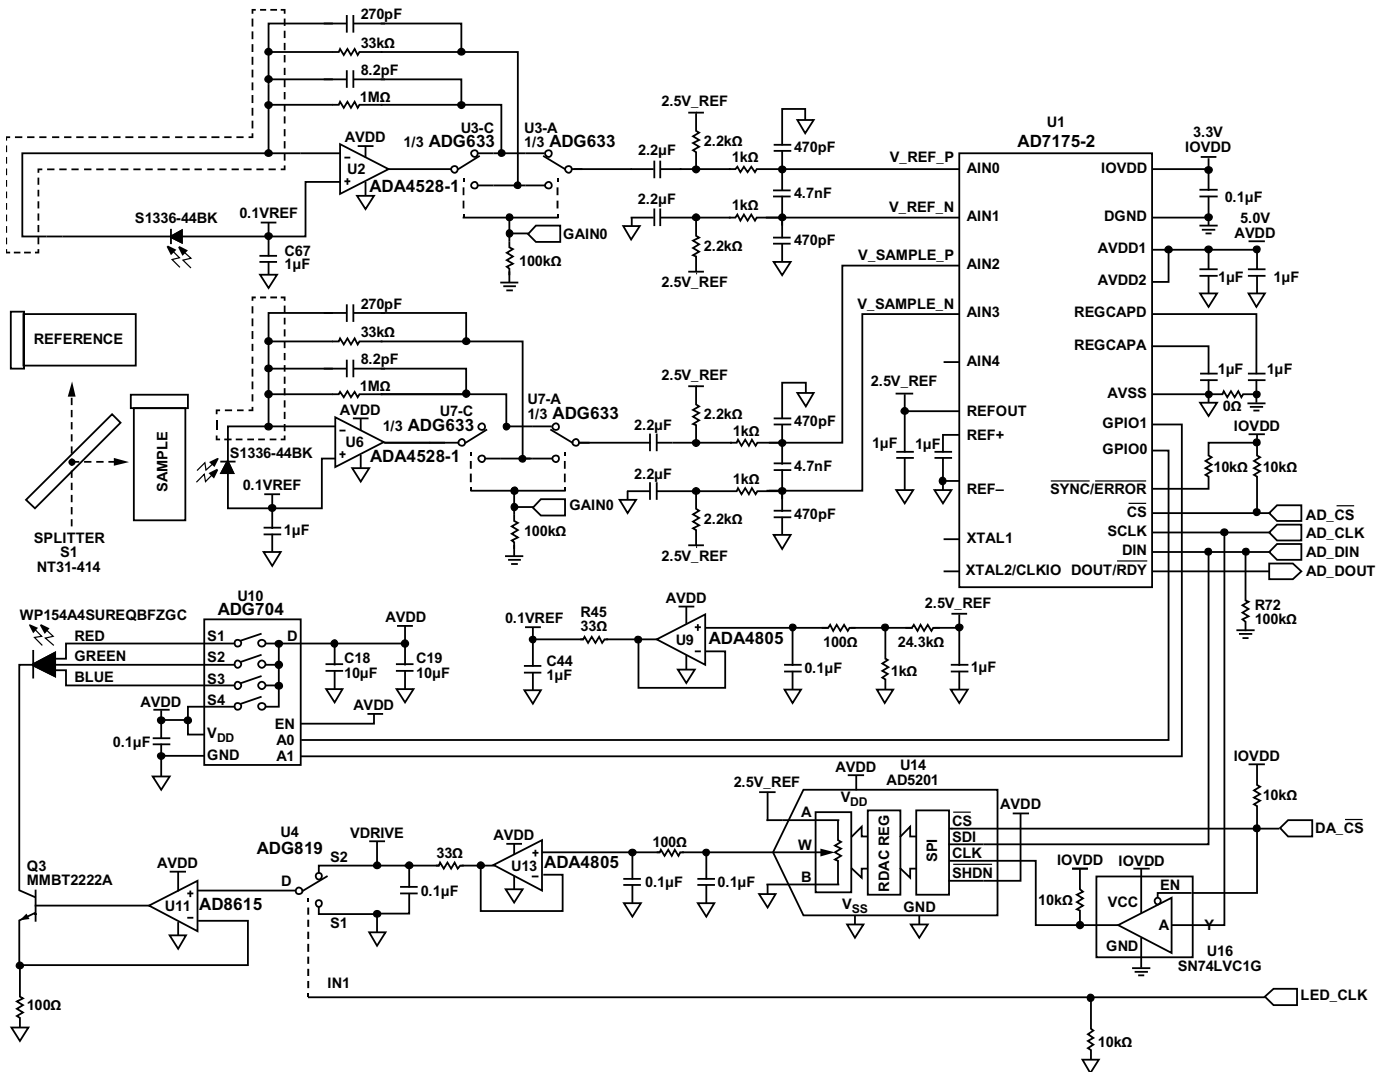 270pF
33kΩ
8.2pF
1MΩ
AVDD
U2
ADA4528-1
U3-C
1/3 ADG633
U3-A
1/3 ADG633
S1336-44BK
0.1VREF
C67
1µF
GAIN0
100kΩ
2.5V_REF
2.2µF
2.2kΩ
1kΩ
470pF
4.7nF
2.2µF
1kΩ
2.2kΩ
470pF
2.5V_REF
V_REF_P
V_REF_N
V_SAMPLE_P
V_SAMPLE_N
U1
AD7175-2
AIN0
AIN1
AIN2
AIN3
AIN4
REFOUT
REF+
REF–
XTAL1
XTAL2/CLKIO
IOVDD
DGND
AVDD1
AVDD2
REGCAPD
REGCAPA
AVSS
GPIO1
GPIO0
SYNC/ERROR
CS
SCLK
DIN
DOUT/RDY
3.3V
IOVDD
0.1µF
5.0V
AVDD
1µF
1µF
1µF
1µF
0Ω
IOVDD
10kΩ
10kΩ
AD_CS
AD_CLK
AD_DIN
AD_DOUT
R72
100kΩ
2.5V_REF
1µF
1µF
REFERENCE
SAMPLE
SPLITTER
S1
NT31-414
270pF
33kΩ
8.2pF
1MΩ
AVDD
U6
ADA4528-1
U7-C
1/3 ADG633
U7-A
1/3 ADG633
S1336-44BK
0.1VREF
1µF
GAIN0
100kΩ
2.5V_REF
2.2µF
2.2kΩ
1kΩ
470pF
4.7nF
2.2µF
1kΩ
2.2kΩ
470pF
2.5V_REF
WP154A4SUREQBFZGC
RED
GREEN
BLUE
U10
ADG704
S1
S2
S3
S4
D
VDD
GND
EN
A0
A1
AVDD
0.1µF
AVDD
C18
10µF
C19
10µF
AVDD
0.1VREF
R45
33Ω
C44
1µF
AVDD
U9
ADA4805
100Ω
0.1µF
24.3kΩ
1kΩ
2.5V_REF
1µF
Q3
MMBT2222A
100Ω
AVDD
U11
AD8615
U4
ADG819
D
S2
S1
IN1
VDRIVE
33Ω
0.1µF
AVDD
U13
ADA4805
100Ω
0.1µF
0.1µF
2.5V_REF
AVDD
U14
AD5201
VDD
A
W
B
RDAC REG
SPI
CS
SDI
CLK
SHDN
VSS
GND
AVDD
IOVDD
10kΩ
DA_CS
IOVDD
10kΩ
IOVDD
VCC
EN
A
Y
GND
U16
SN74LVC1G
LED_CLK
10kΩ